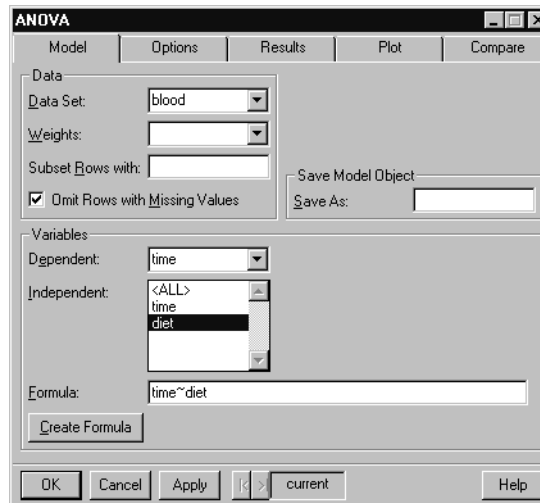 ANOVA
Model Options Results Plot Compare
Data
Data Set: blood
Weights:
Subset Rows with:
Omit Rows with Missing Values
Save Model Object
Save As:
Variables
Dependent: time
Independent: <ALL>
time
diet
Formula: time~diet
Create Formula
OK Cancel Apply current Help